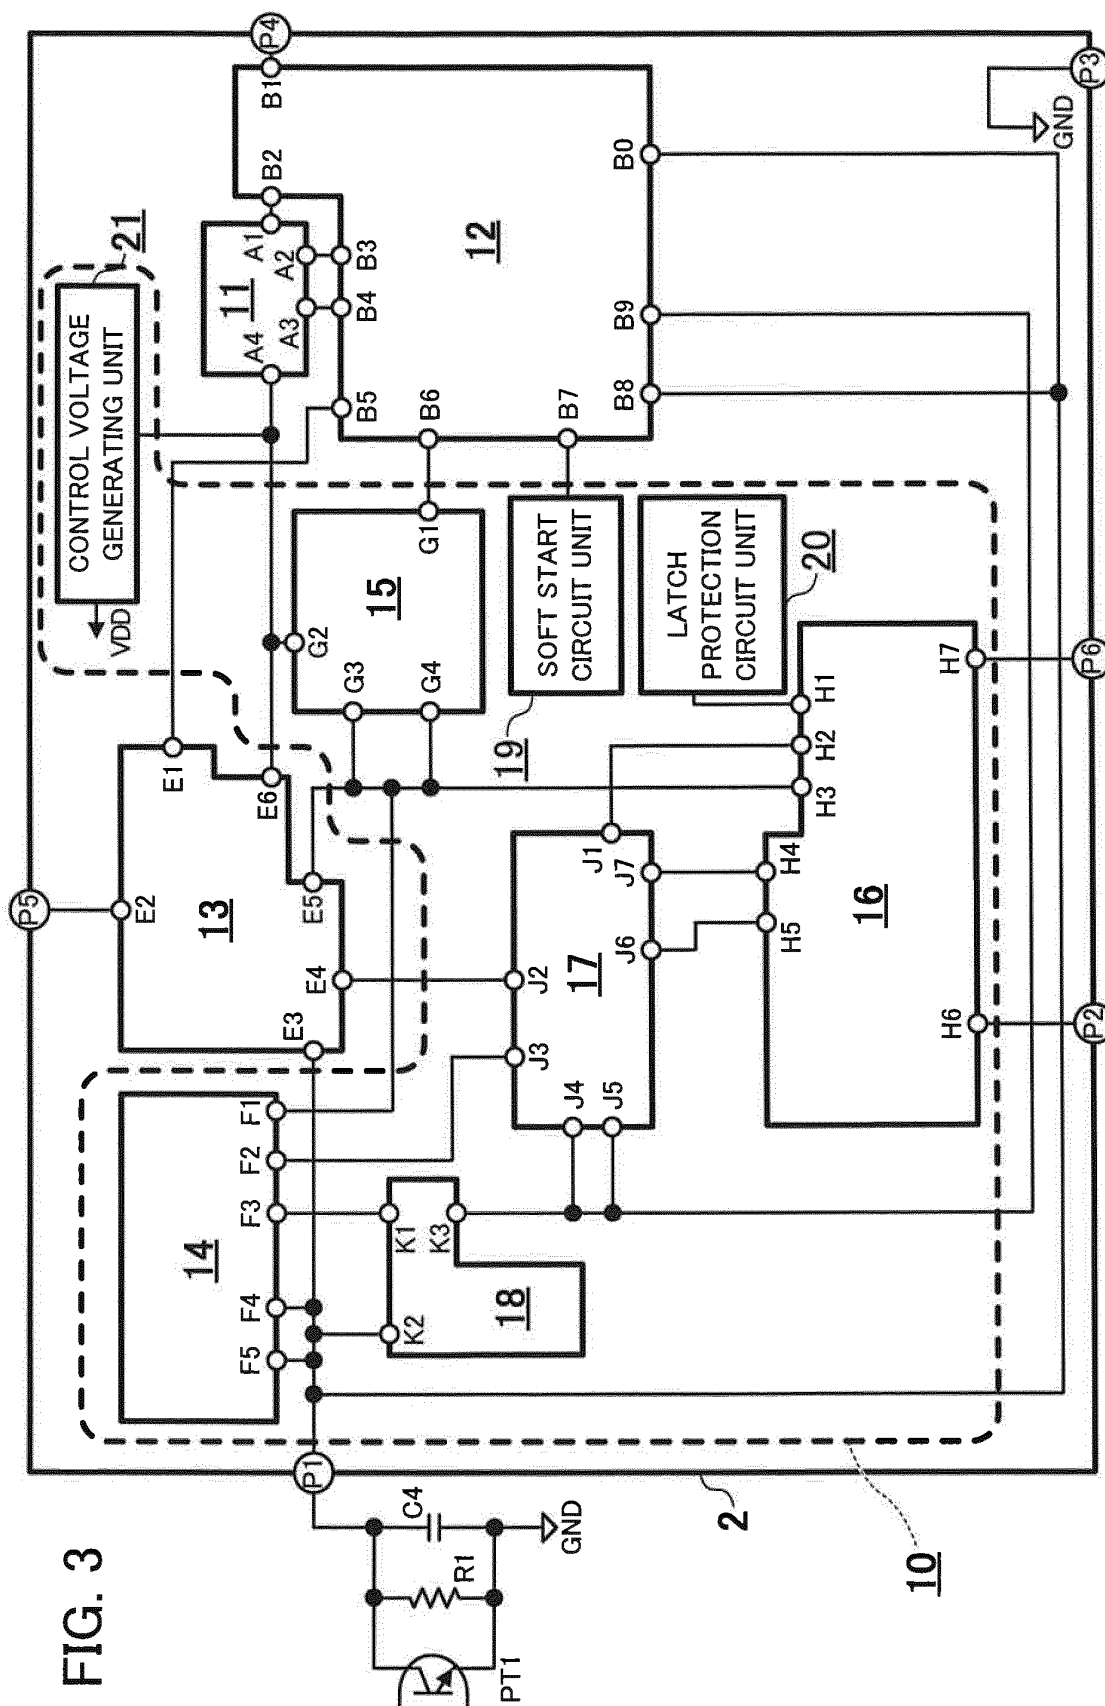 FIG. 3
P5
P4
P1
P2
P6
P3
2
10
PT1
R1
C4
GND
GND
14
F5
F4
F3
F2
F1
13
E1
E2
E3
E4
E5
E6
CONTROL VOLTAGE
GENERATING UNIT
21
VDD
11
A1
A2
A3
A4
12
B1
B2
B3
B4
B5
B6
B7
B8
B9
B0
15
G1
G2
G3
G4
SOFT START
CIRCUIT UNIT
19
LATCH
PROTECTION
CIRCUIT UNIT
20
18
K1
K2
K3
17
J1
J2
J3
J4
J5
J6
J7
16
H1
H2
H3
H4
H5
H6
H7